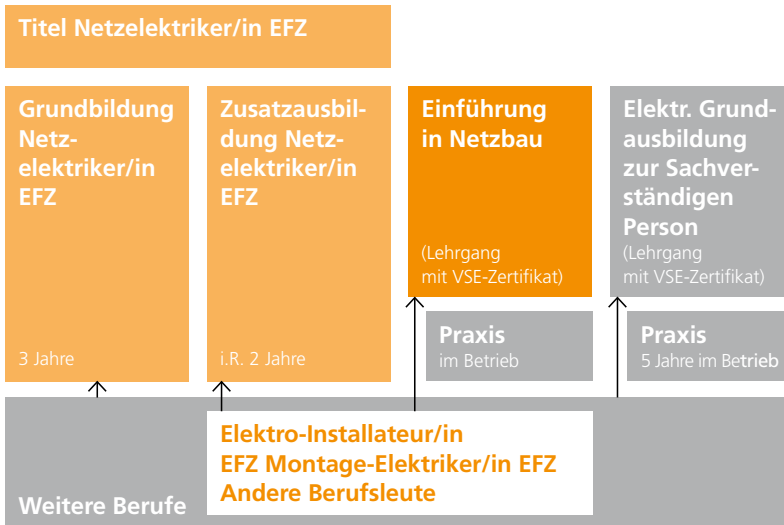 Titel Netzelektriker/in EFZ
Grundbildung
Netz-
elektriker/in
EFZ
3 Jahre
Zusatzausbil-
dung Netz-
elektriker/in
EFZ
i.R. 2 Jahre
Einführung
in Netzbau
(Lehrgang
mit VSE-Zertifikat)
Praxis
im Betrieb
Elektr. Grund-
ausbildung
zur Sachver-
ständigen
Person
(Lehrgang
mit VSE-Zertifikat)
Praxis
5 Jahre im Betrieb
Elektro-Installateur/in
EFZ Montage-Elektriker/in EFZ
Andere Berufsleute
Weitere Berufe